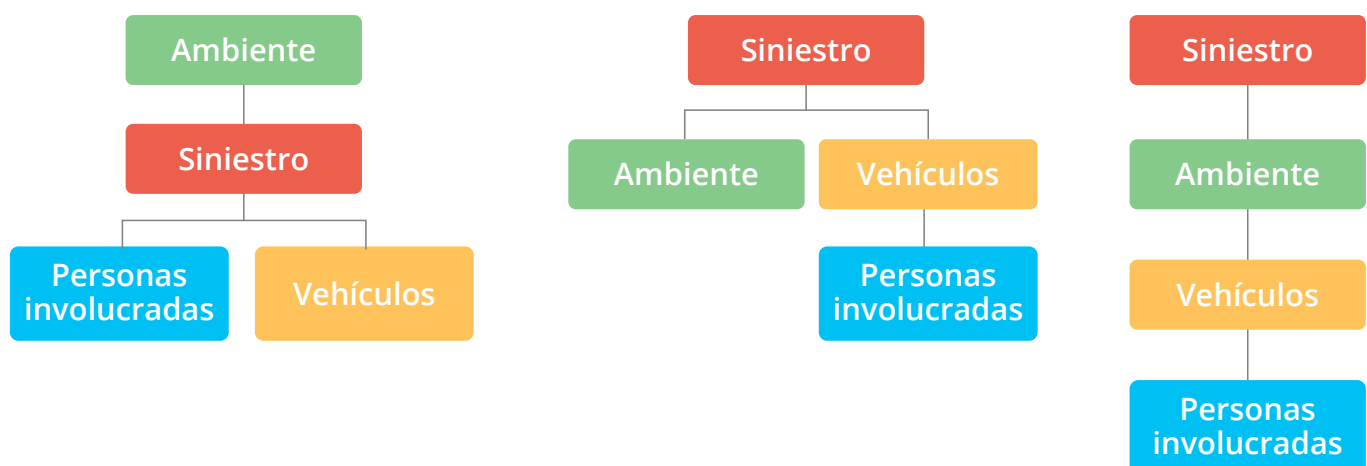 Ambiente
Siniestro
Personas
involucradas
Vehículos
Siniestro
Ambiente
Vehículos
Personas
involucradas
Siniestro
Ambiente
Vehículos
Personas
involucradas